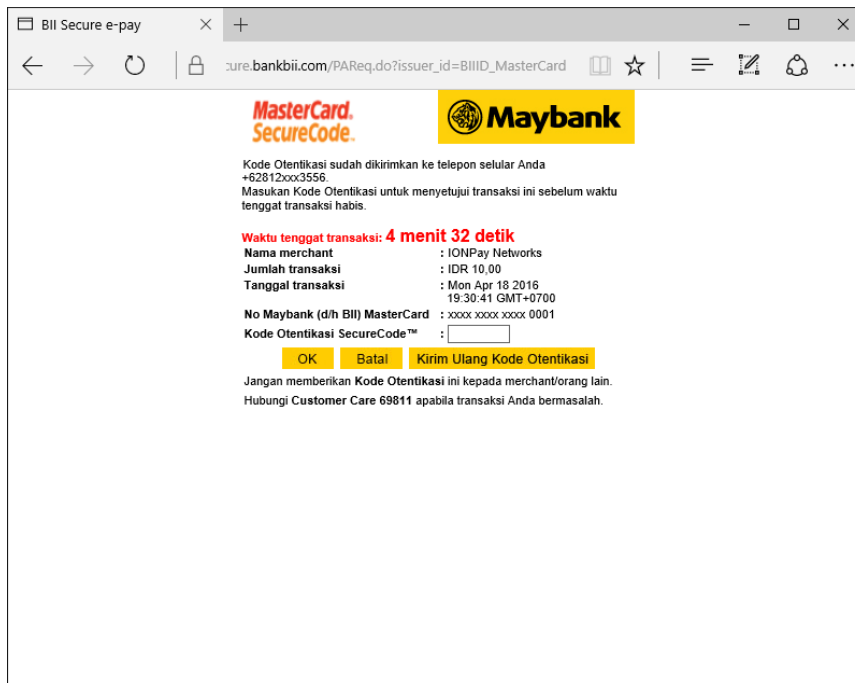 BII Secure e-pay
cure.bankbii.com/PAReq.do?issuer_id=BIIID_MasterCard
MasterCard.
SecureCode.
Maybank
Kode Otentikasi sudah dikirimkan ke telepon selular Anda
+62812xxx3556.
Masukan Kode Otentikasi untuk menyetujui transaksi ini sebelum waktu
tenggat transaksi habis.
Waktu tenggat transaksi: 4 menit 32 detik
Nama merchant : IONPay Networks
Jumlah transaksi : IDR 10,00
Tanggal transaksi : Mon Apr 18 2016
19:30:41 GMT+0700
No Maybank (d/h BII) MasterCard : xxxx xxxx xxxx 0001
Kode Otentikasi SecureCode™ :
OK Batal Kirim Ulang Kode Otentikasi
Jangan memberikan Kode Otentikasi ini kepada merchant/orang lain.
Hubungi Customer Care 69811 apabila transaksi Anda bermasalah.